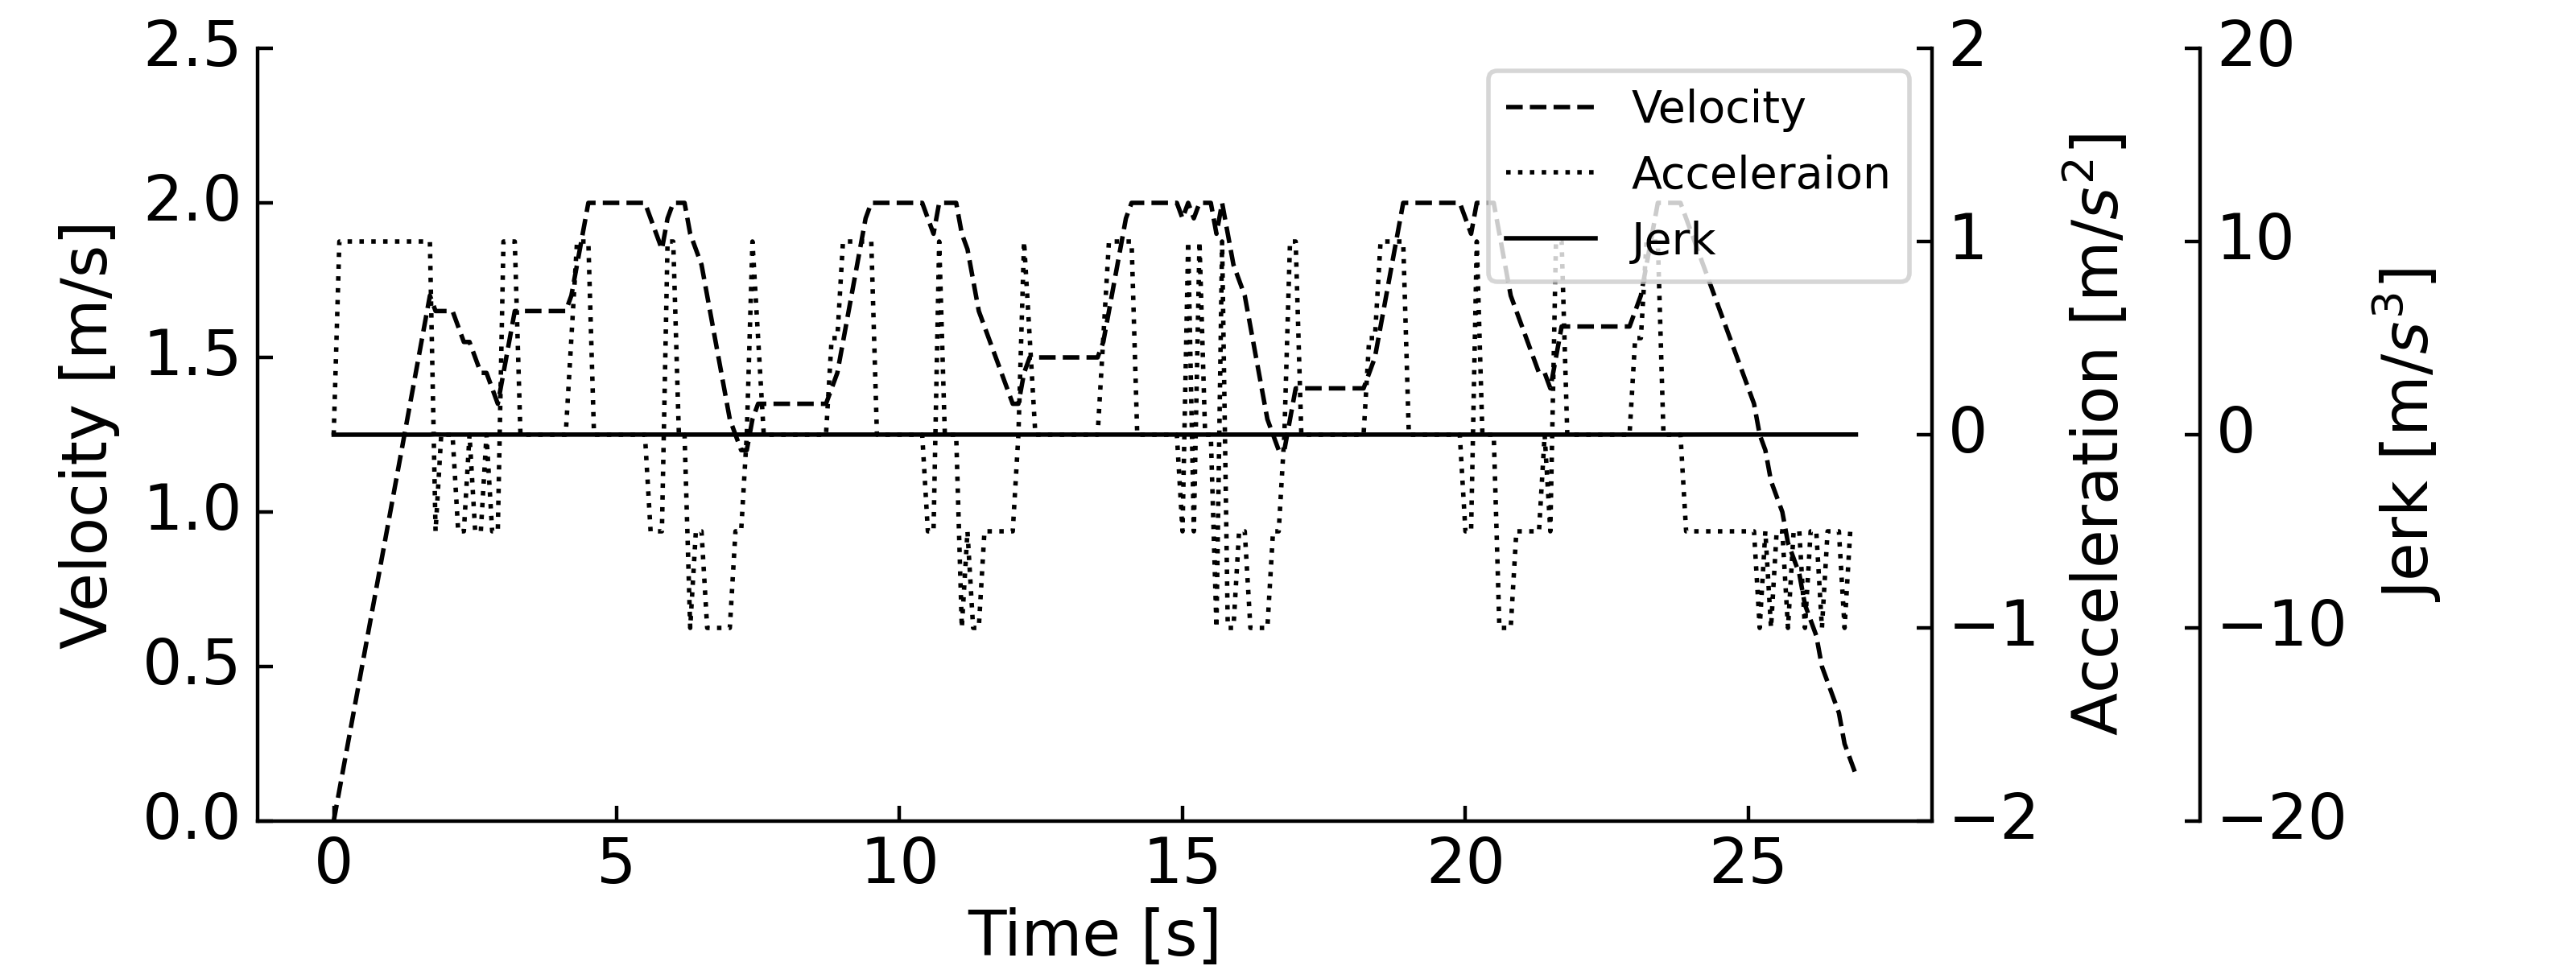 2.5
2.0
1.5
1.0
0.5
0.0
Velocity [m/s]
0 5 10 15 20 25
Time [s]
Velocity
Acceleraion
Jerk
2
1
0
−1
−2
Acceleration [m/s²]
20
10
0
−10
−20
Jerk [m/s³]